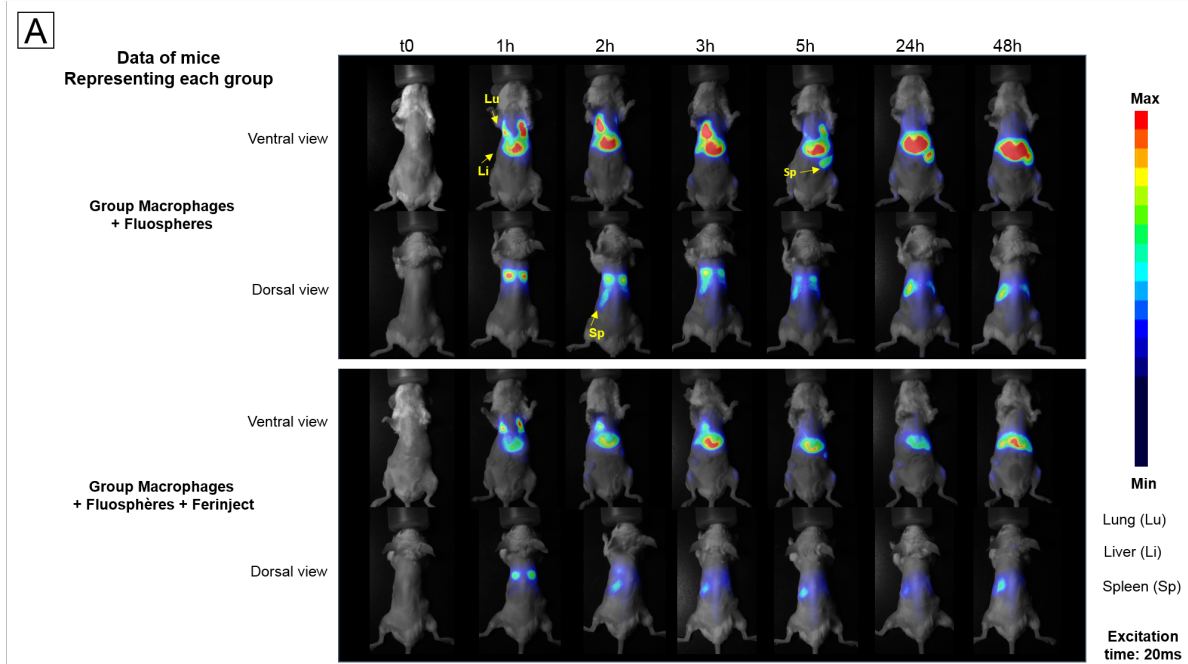 A
Data of mice
Representing each group
t0 1h 2h 3h 5h 24h 48h
Max
Lu
Ventral view
Li
Sp
Group Macrophages
+ Fluospheres
Dorsal view
Sp
Ventral view
Min
Group Macrophages
+ Fluosphères + Ferinject
Lung (Lu)
Liver (Li)
Dorsal view
Spleen (Sp)
Excitation
time: 20ms